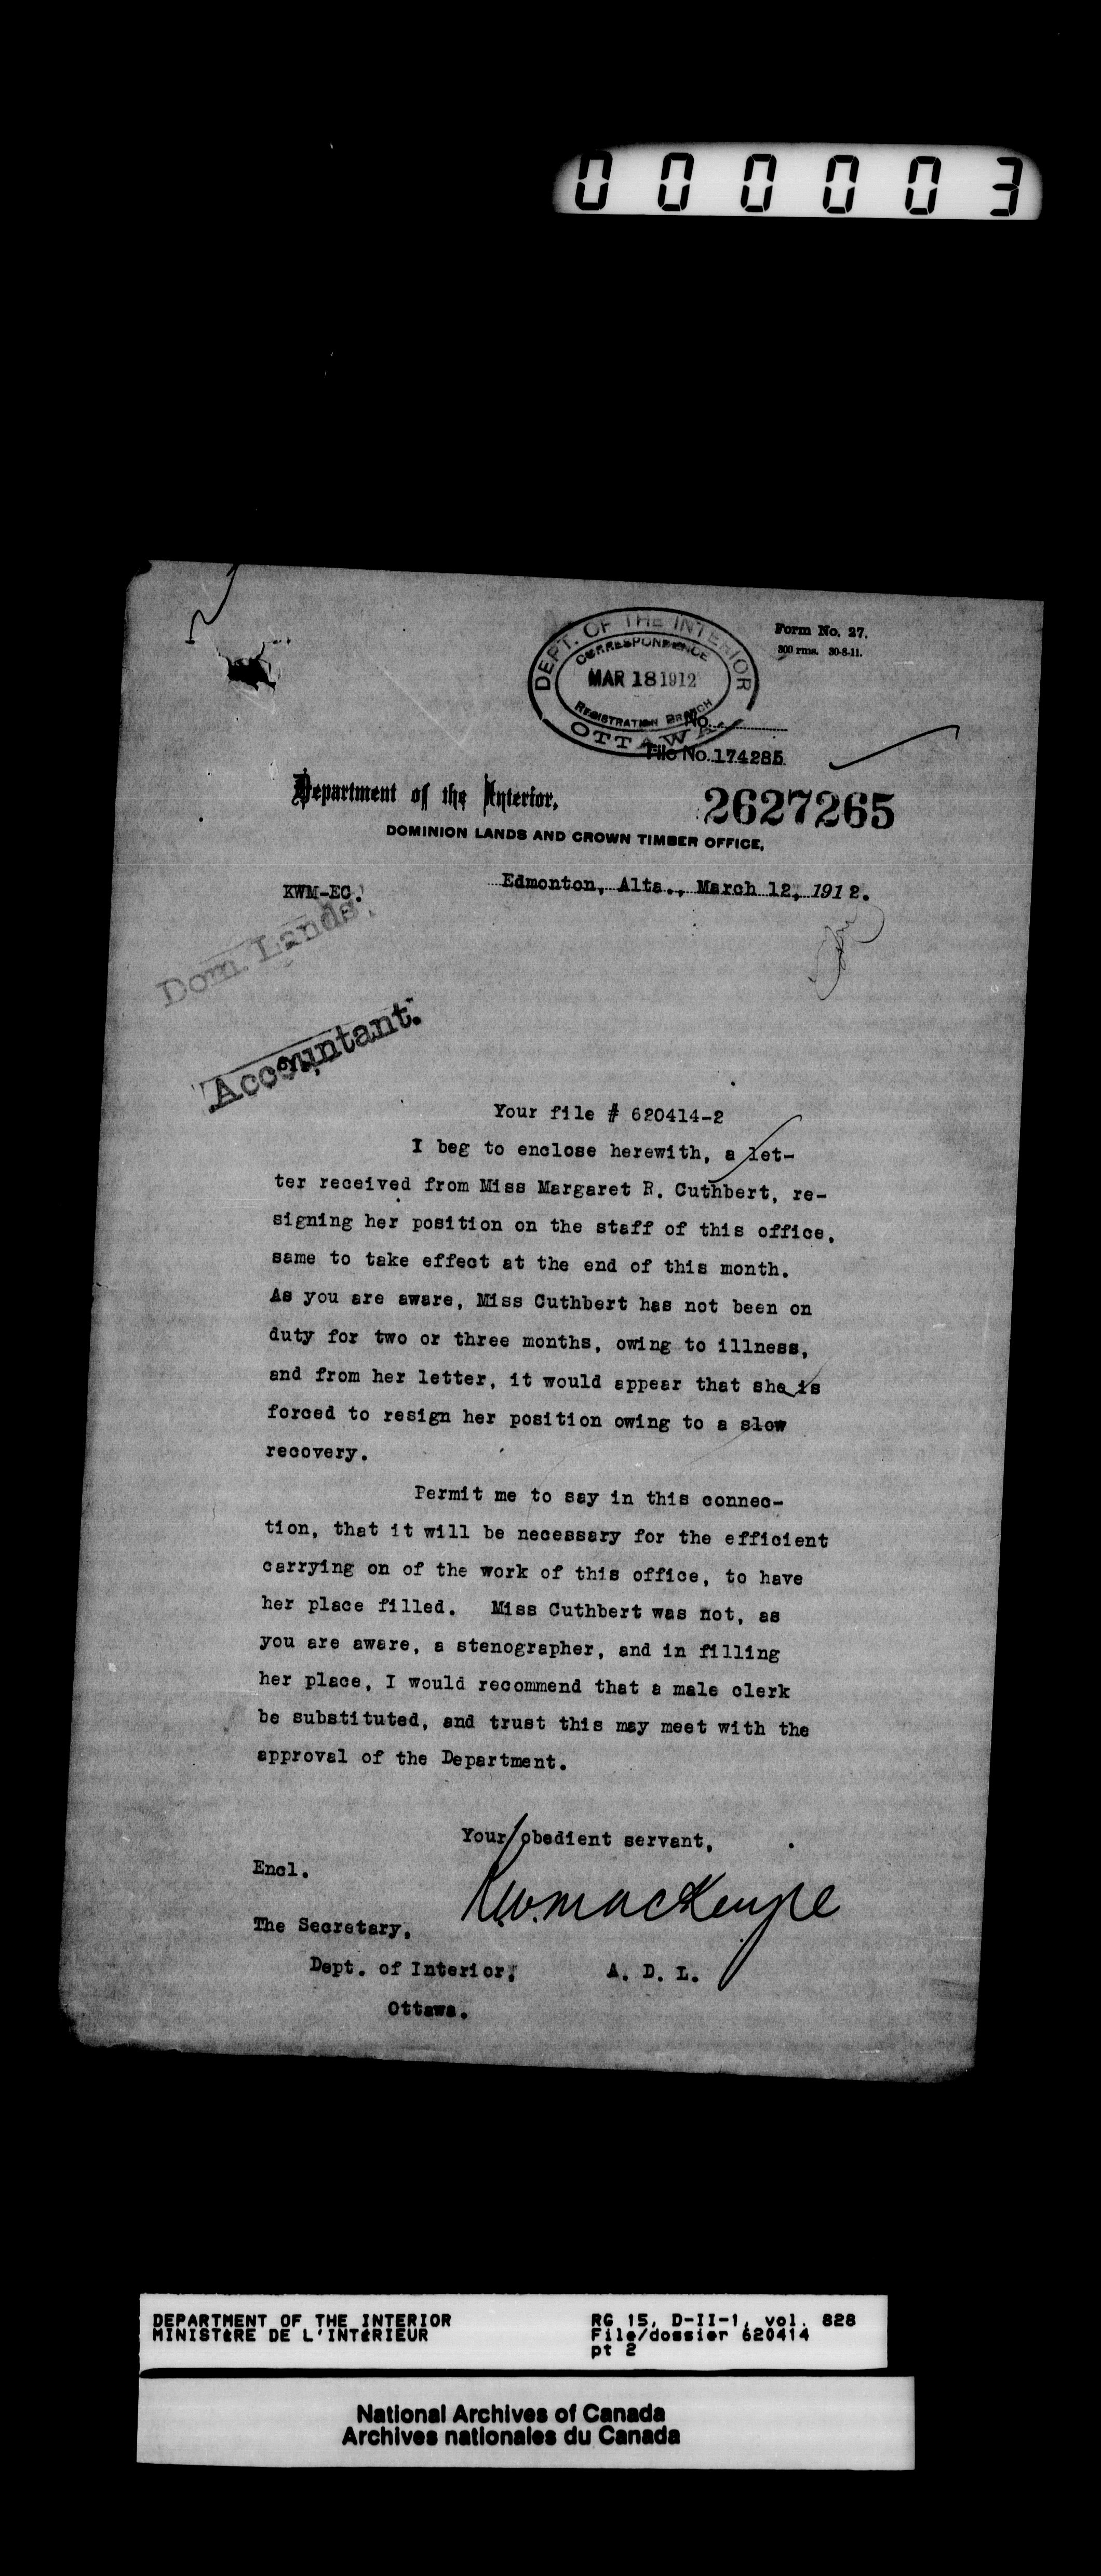 000003
Form No. 27.
300 rms. 30-8-11.
DEPT. OF THE INTERIOR
CORRESPONDENCE
MAR 18 1912
REGISTRATION BRANCH
OTTAWA
No.
File No. 174285
Department of the Interior,
2627265
DOMINION LANDS AND CROWN TIMBER OFFICE,
Edmonton, Alta., March 12, 1912.
KWM-EC.
Dom. Lands.
Accountant.
Your file # 620414-2
I beg to enclose herewith, a let-
ter received from Miss Margaret R. Cuthbert, re-
signing her position on the staff of this office,
same to take effect at the end of this month.
As you are aware, Miss Cuthbert has not been on
duty for two or three months, owing to illness,
and from her letter, it would appear that she is
forced to resign her position owing to a slow
recovery.
Permit me to say in this connec-
tion, that it will be necessary for the efficient
carrying on of the work of this office, to have
her place filled. Miss Cuthbert was not, as
you are aware, a stenographer, and in filling
her place, I would recommend that a male clerk
be substituted, and trust this may meet with the
approval of the Department.
Your obedient servant,
Encl.
K.W. MacKenzie
The Secretary,
Dept. of Interior,
A. D. L.
Ottawa.
DEPARTMENT OF THE INTERIOR
MINISTÈRE DE L'INTÉRIEUR
RG 15, D-II-1, vol. 828
File/dossier 620414
pt 2
National Archives of Canada
Archives nationales du Canada